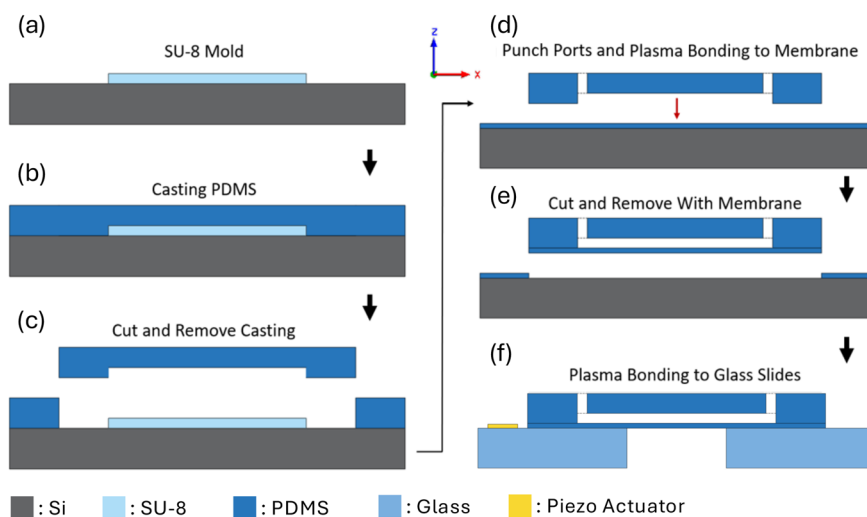 (a)
SU-8 Mold
(b)
Casting PDMS
(c)
Cut and Remove Casting
z
x
(d)
Punch Ports and Plasma Bonding to Membrane
(e)
Cut and Remove With Membrane
(f)
Plasma Bonding to Glass Slides
: Si
: SU-8
: PDMS
: Glass
: Piezo Actuator